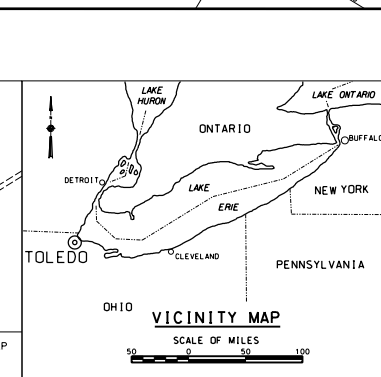 LAKE
HURON
LAKE ONTARIO
ONTARIO
BUFFALO
DETROIT
LAKE
ERIE
NEW YORK
TOLEDO
CLEVELAND
PENNSYLVANIA
OHIO
VICINITY MAP
SCALE OF MILES
50 0 50 100
P